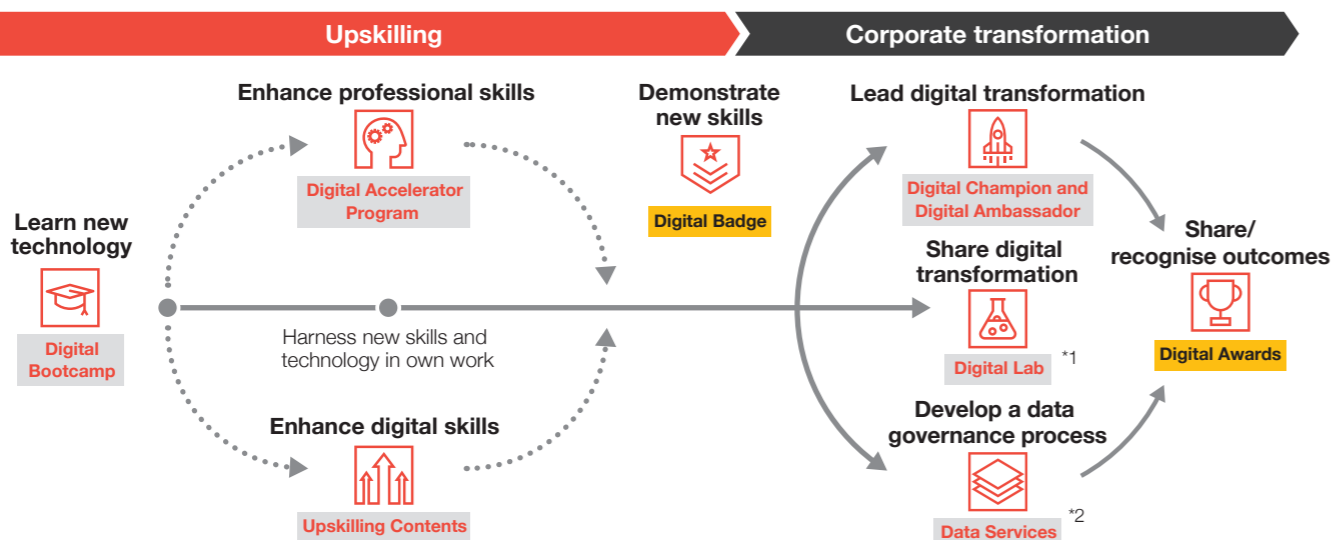 Upskilling
Corporate transformation
Learn new
technology
Digital
Bootcamp
Enhance professional skills
Digital Accelerator
Program
Harness new skills and
technology in own work
Enhance digital skills
Upskilling Contents
Demonstrate
new skills
Digital Badge
Lead digital transformation
Digital Champion and
Digital Ambassador
Share digital
transformation
Digital Lab *1
Develop a data
governance process
Data Services *2
Share/
recognise outcomes
Digital Awards